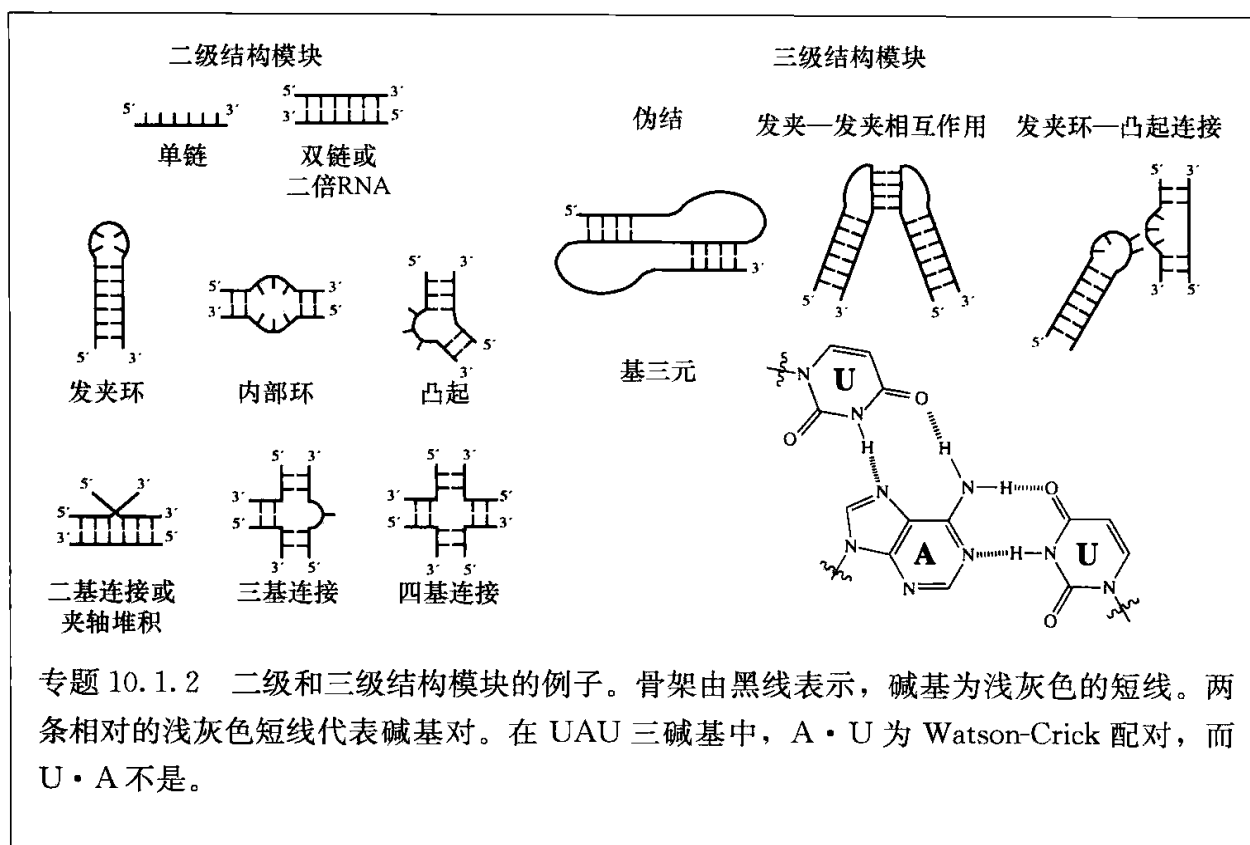 二级结构模块
三级结构模块
5′ 3′
单链
5′ 3′
3′ 5′
双链或
二倍RNA
伪结
5′
3′
发夹—发夹相互作用
5′ 3′ 5′ 3′
发夹环—凸起连接
5′ 3′
3′ 5′
5′ 3′
5′ 3′
发夹环
5′ 3′
3′ 5′
内部环
3′ 3′
5′
3′
凸起
基三元
U
N
O
N
O
H
H
N
N
H
O
N
A
N
H
N
U
N
O
N
5′ 3′
5′ 3′
3′ 5′
二基连接或
夹轴堆积
5′ 3′
3′
5′
3′ 5′
三基连接
5′ 3′
3′ 5′
5′ 3′
3′ 5′
四基连接
专题 10.1.2 二级和三级结构模块的例子。骨架由黑线表示，碱基为浅灰色的短线。两
条相对的浅灰色短线代表碱基对。在 UAU 三碱基中，A·U 为 Watson-Crick 配对，而
U·A 不是。